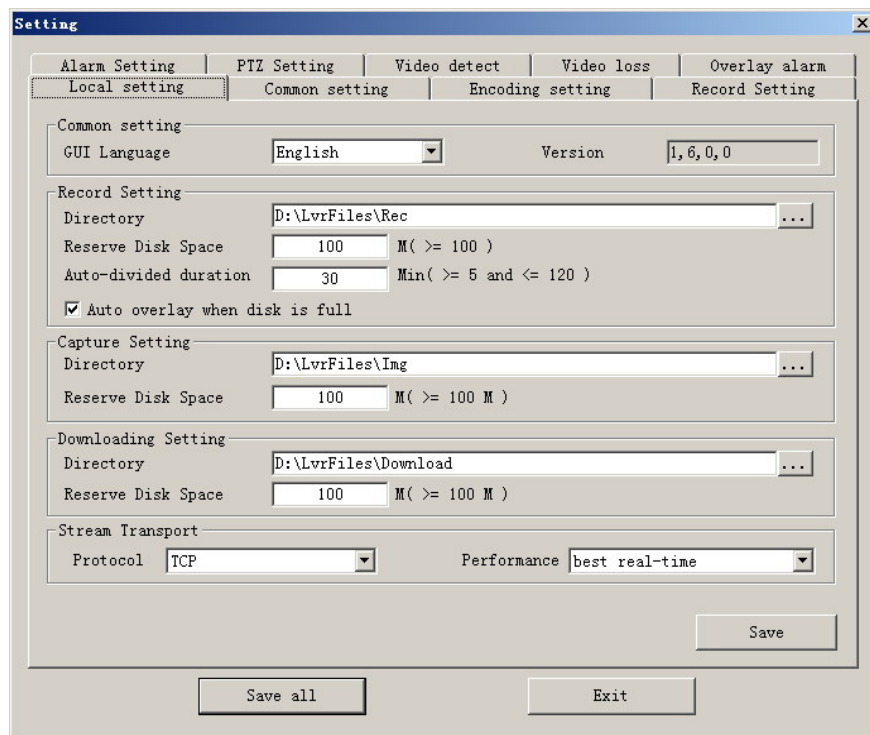 Setting
Alarm Setting PTZ Setting Video detect Video loss Overlay alarm
Local setting Common setting Encoding setting Record Setting
Common setting
GUI Language English Version 1,6,0,0
Record Setting
Directory D:\LvrFiles\Rec ...
Reserve Disk Space 100 M( >= 100 )
Auto-divided duration 30 Min( >= 5 and <= 120 )
Auto overlay when disk is full
Capture Setting
Directory D:\LvrFiles\Img ...
Reserve Disk Space 100 M( >= 100 M )
Downloading Setting
Directory D:\LvrFiles\Download ...
Reserve Disk Space 100 M( >= 100 M )
Stream Transport
Protocol TCP Performance best real-time
Save
Save all Exit